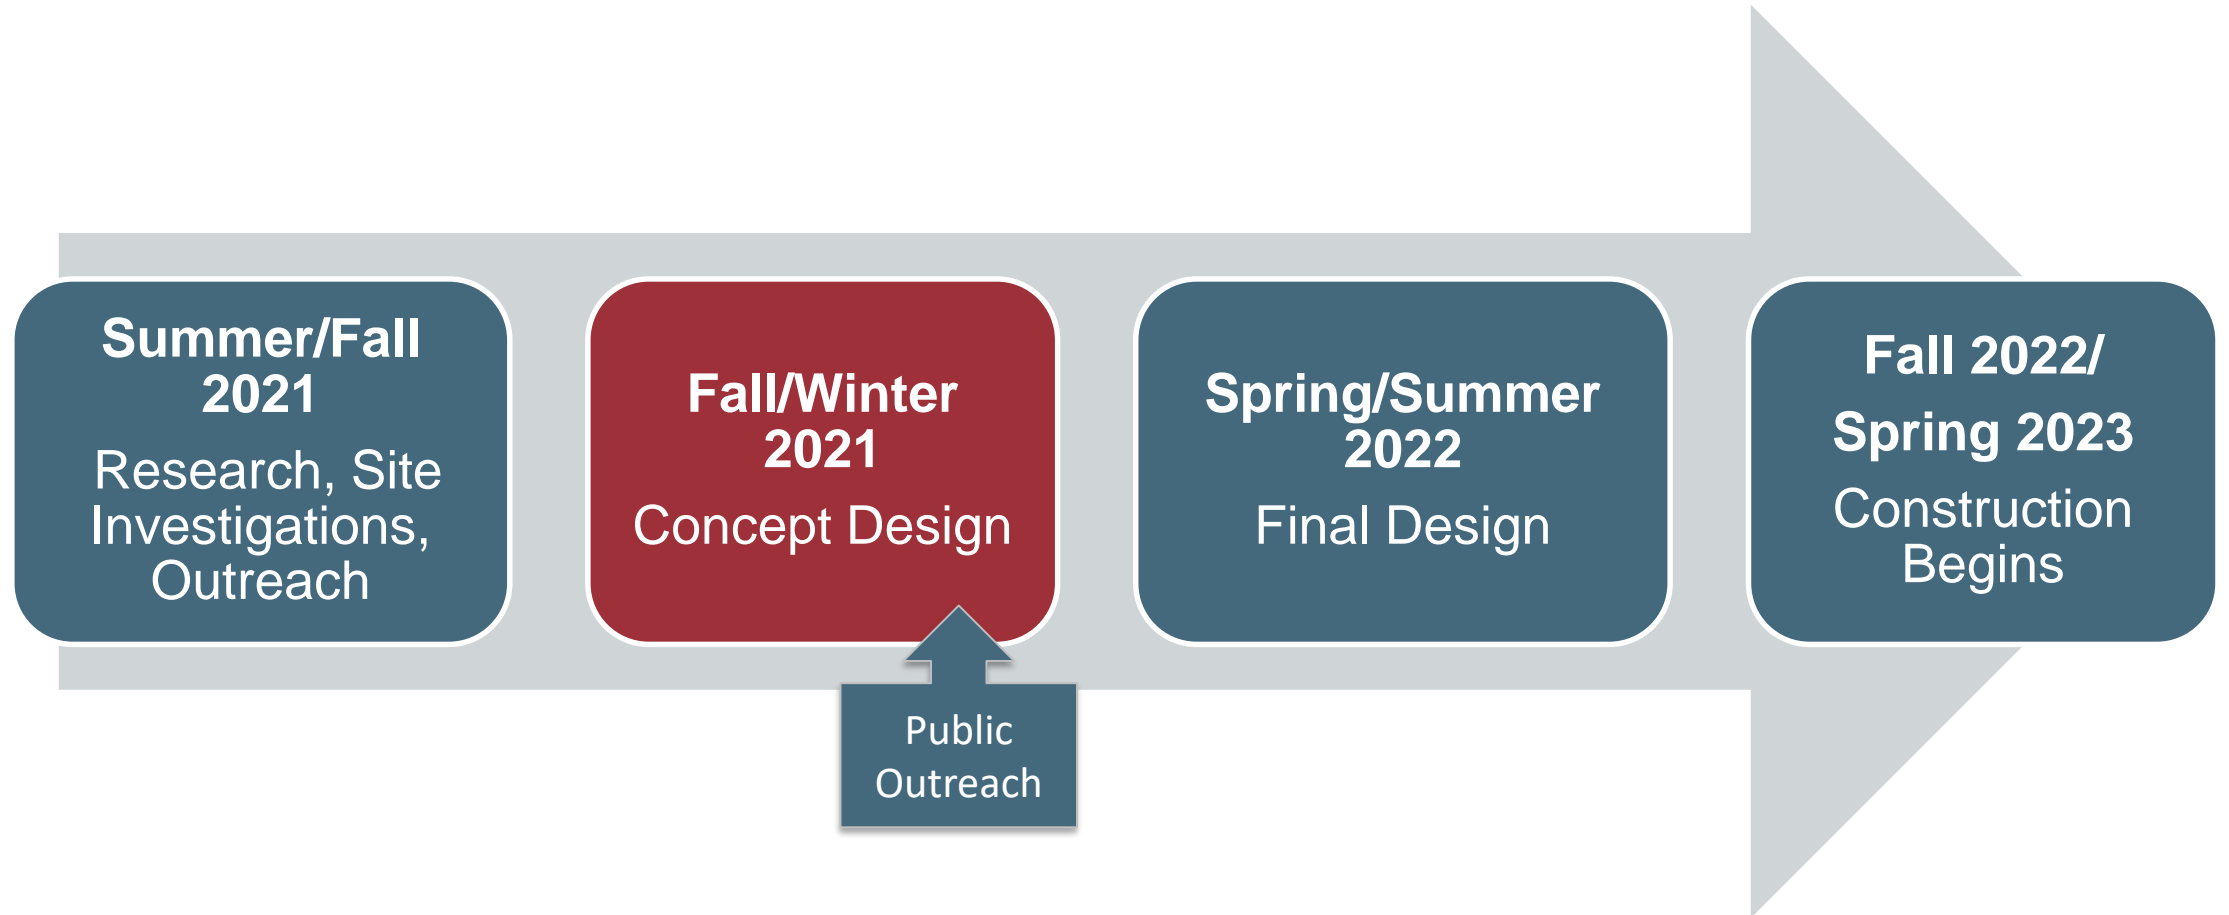 Summer/Fall
2021
Research, Site
Investigations,
Outreach
Fall/Winter
2021
Concept Design
Spring/Summer
2022
Final Design
Fall 2022/
Spring 2023
Construction
Begins
Public
Outreach